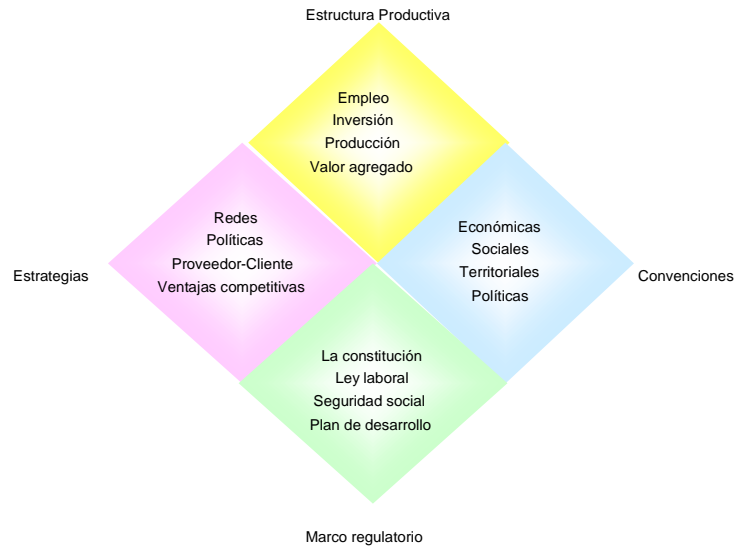 Estructura Productiva
Empleo
Inversión
Producción
Valor agregado
Redes
Políticas
Proveedor-Cliente
Ventajas competitivas
Económicas
Sociales
Territoriales
Políticas
Estrategias
Convenciones
La constitución
Ley laboral
Seguridad social
Plan de desarrollo
Marco regulatorio